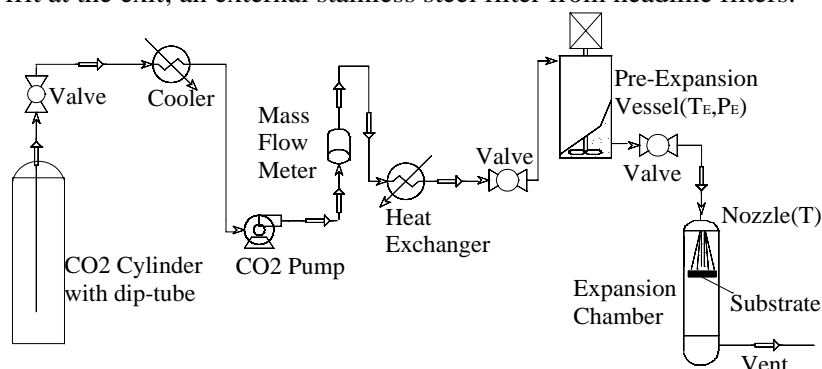 frit at the exit, an external stainless steel filter from headline filters.
Valve
Cooler
Mass
Flow
Meter
CO2 Pump
CO2 Cylinder
with dip-tube
Heat
Exchanger
Valve
Pre-Expansion
Vessel(TE,PE)
Valve
Nozzle(T)
Expansion
Chamber
Substrate
Vent